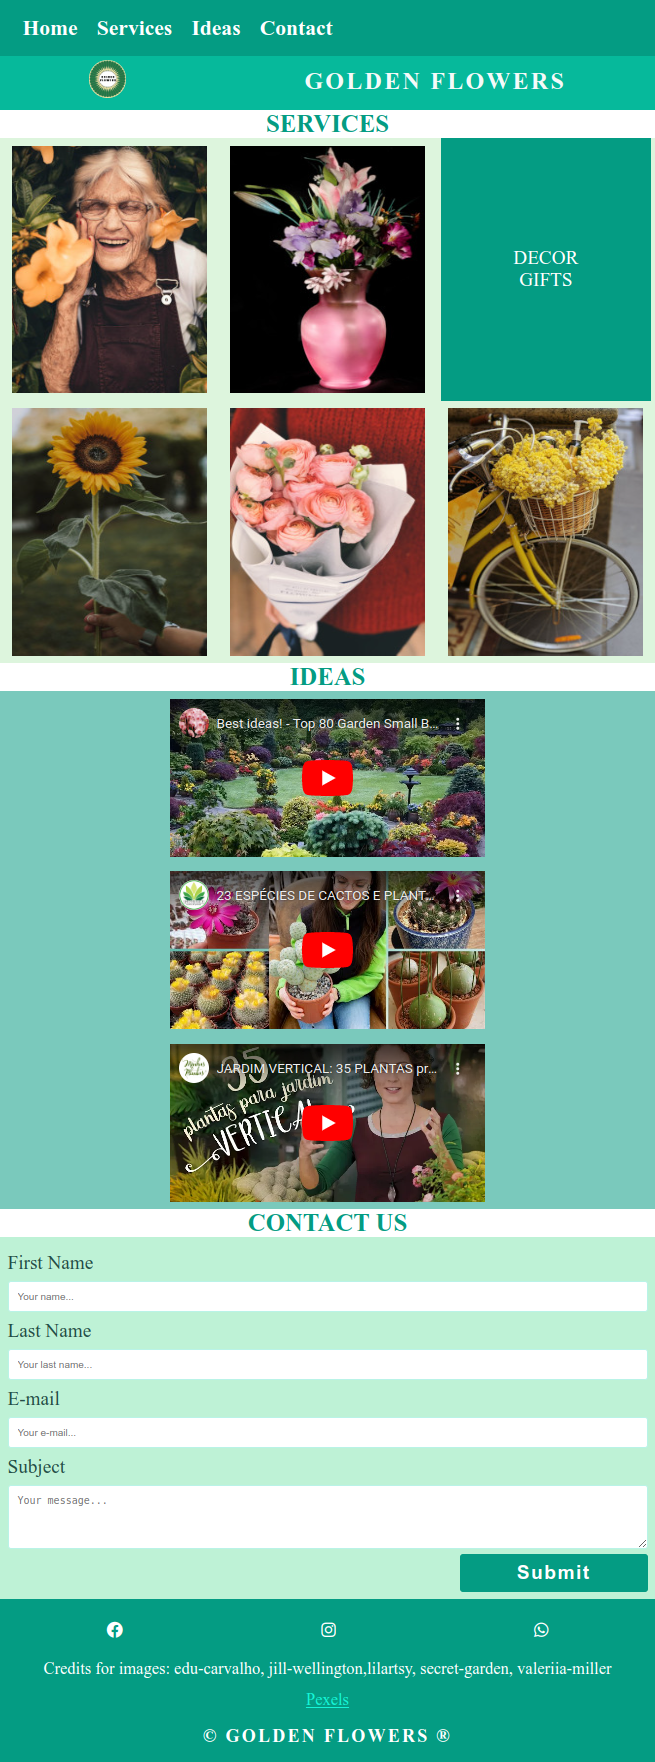 Home Services Ideas Contact
GOLDEN FLOWERS
SERVICES
DECOR
GIFTS
IDEAS
Best ideas! - Top 80 Garden Small B...
23 ESPÉCIES DE CACTOS E PLANT...
JARDIM VERTICAL: 35 PLANTAS pr...
35
plantas para jardim
CONTACT US
First Name
Your name...
Last Name
Your last name...
E-mail
Your e-mail...
Subject
Your message...
Submit
Credits for images: edu-carvalho, jill-wellington,lilartsy, secret-garden, valeriia-miller
Pexels
© GOLDEN FLOWERS ®